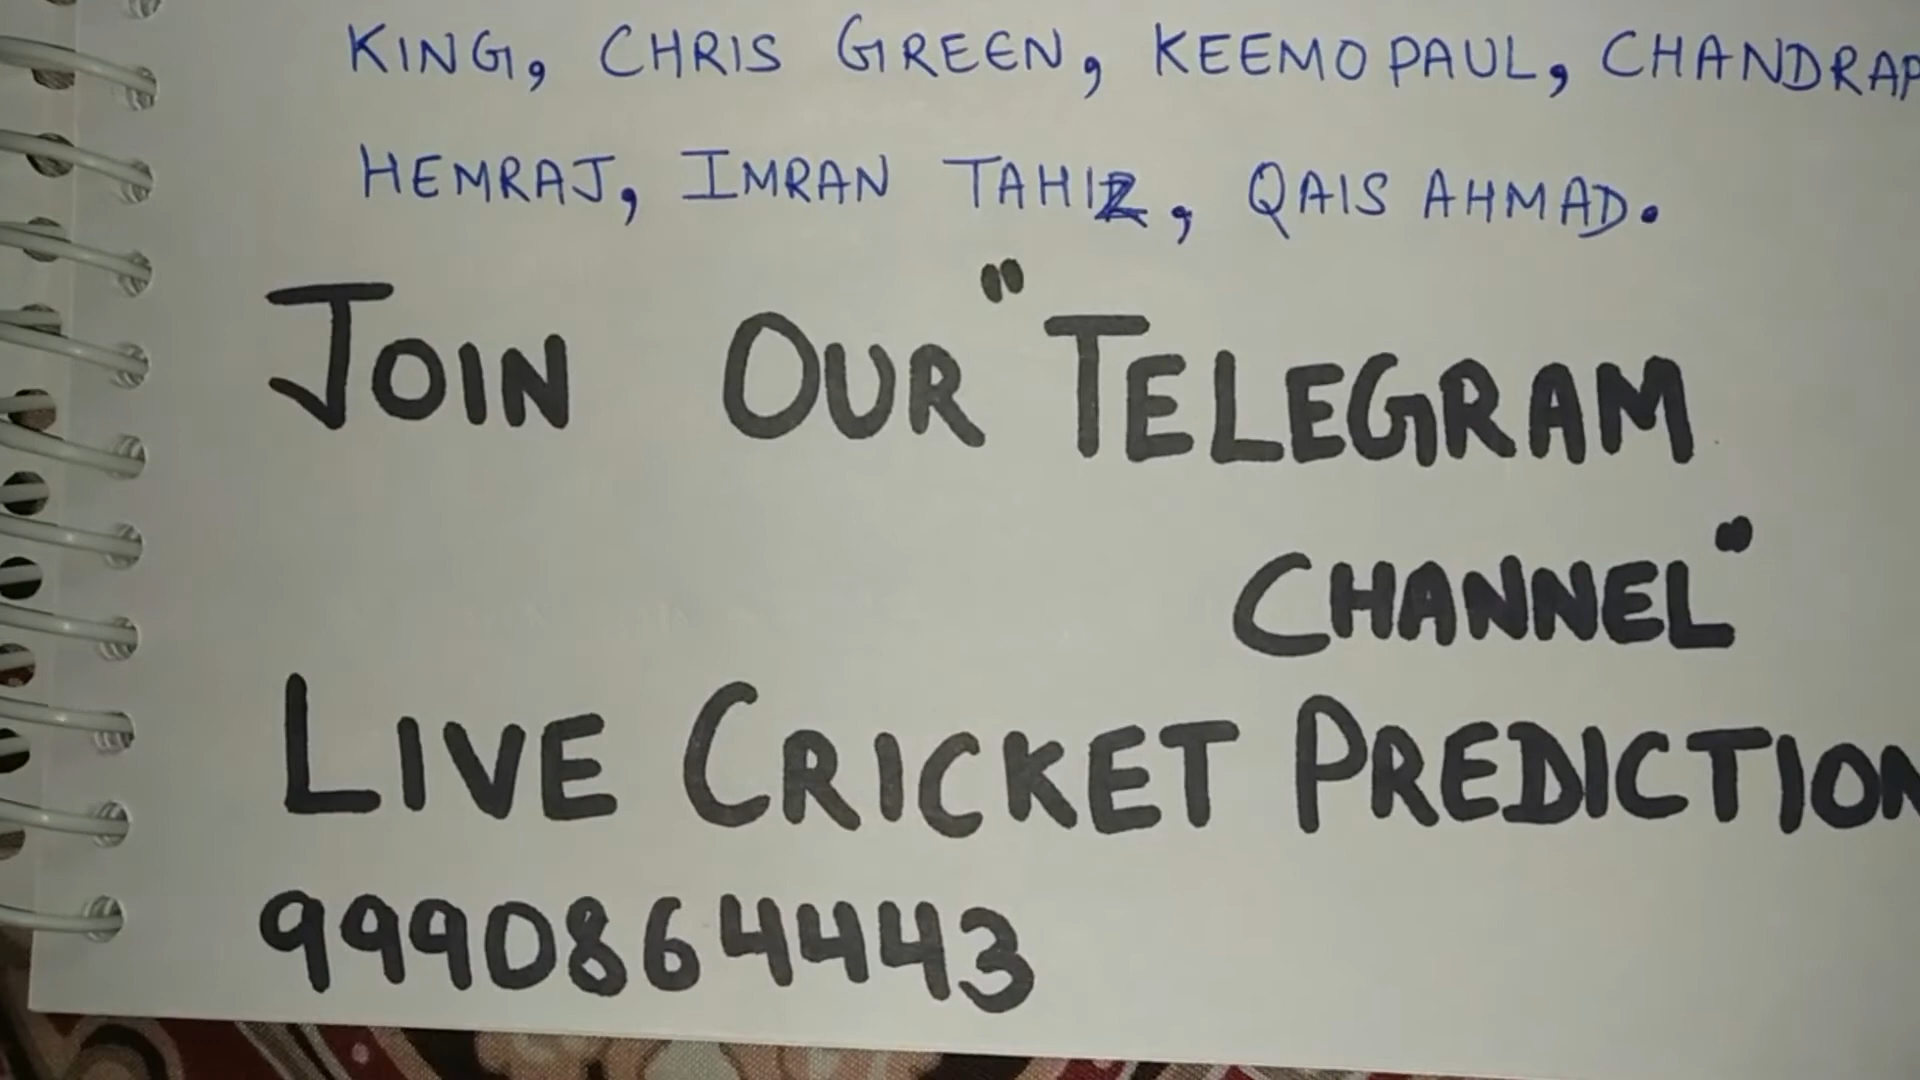 KING, CHRIS GREEN, KEEMO PAUL, CHANDRAP
HEMRAJ, IMRAN TAHIR, QAIS AHMAD.
JOIN OUR "TELEGRAM
CHANNEL"
LIVE CRICKET PREDICTION
9990864443